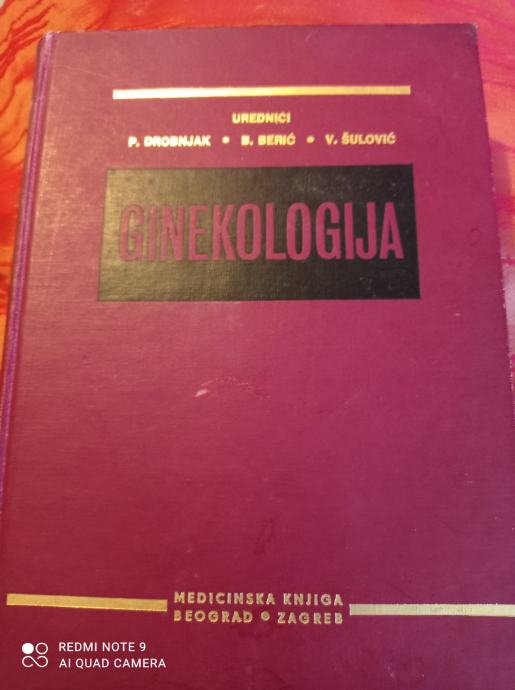 UREDNICI
P. DROBNJAK • B. BERIĆ • V. ŠULOVIĆ
GINEKOLOGIJA
MEDICINSKA KNJIGA
BEOGRAD • ZAGREB
REDMI NOTE 9
AI QUAD CAMERA